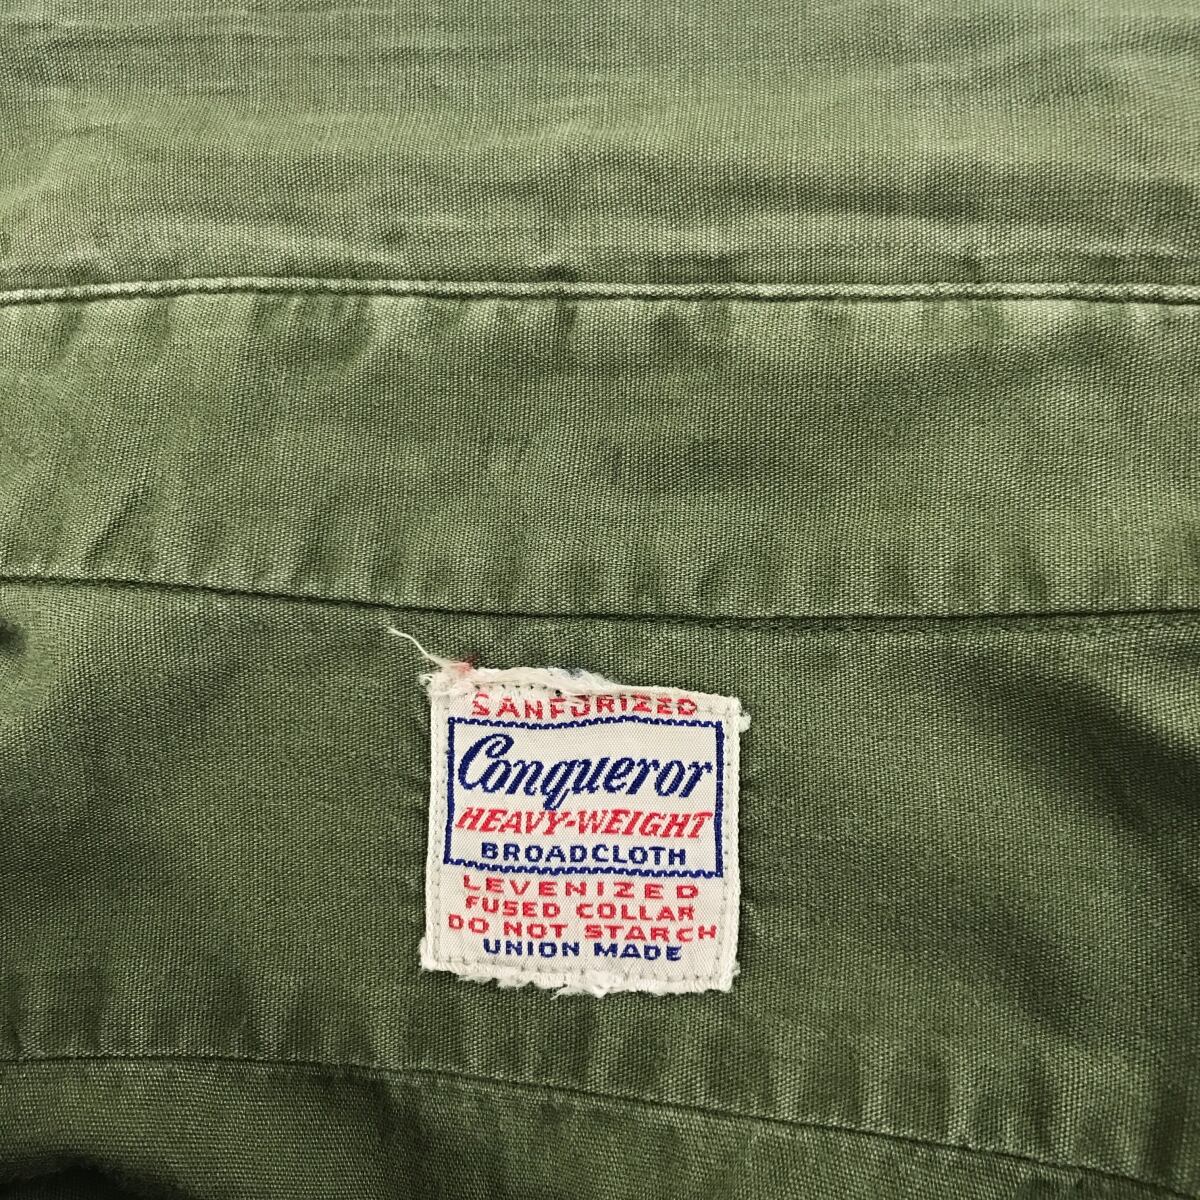 SANFORIZED
Conqueror
HEAVY-WEIGHT
BROADCLOTH
LEVENIZED
FUSED COLLAR
DO NOT STARCH
UNION MADE